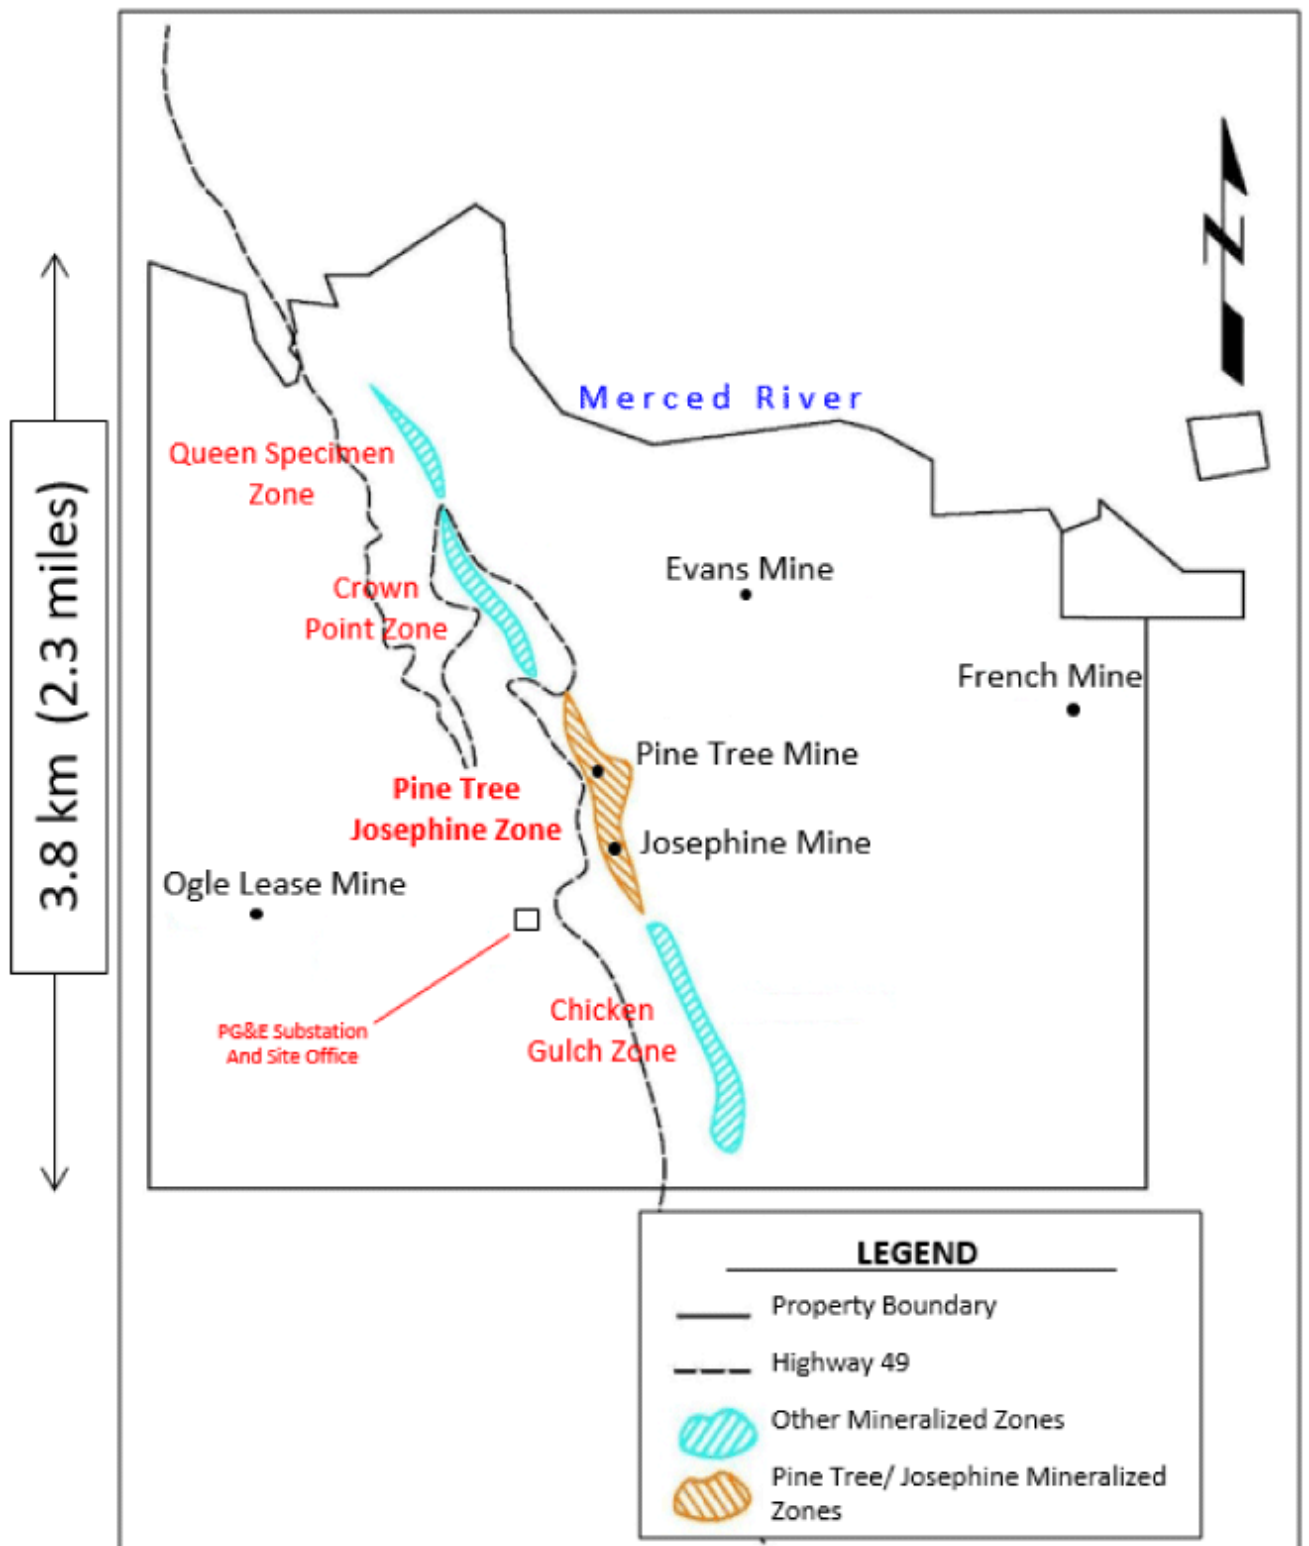 N
Merced River
Queen Specimen
Zone
3.8 km (2.3 miles)
Evans Mine
Crown
Point Zone
French Mine
Pine Tree Mine
Pine Tree
Josephine Zone
Josephine Mine
Ogle Lease Mine
Chicken
Gulch Zone
PG&E Substation
And Site Office
LEGEND
Property Boundary
Highway 49
Other Mineralized Zones
Pine Tree/ Josephine Mineralized
Zones